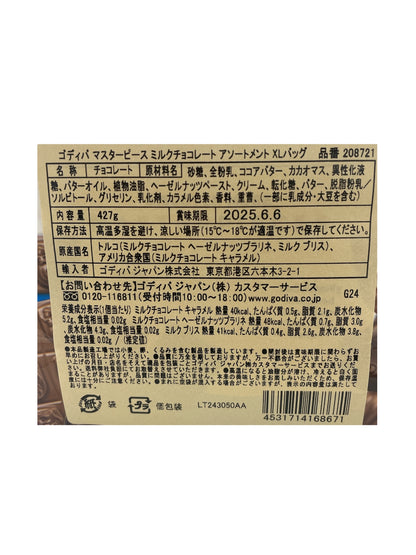 ゴディバ マスターピース ミルクチョコレート アソートメント XLバッグ 品番 208721
名 称 チョコレート 原材料名 砂糖、全粉乳、ココアバター、カカオマス、異性化液
糖、バターオイル、植物油脂、ヘーゼルナッツペースト、クリーム、転化糖、バター、脱脂粉乳／
ソルビトール、グリセリン、乳化剤、カラメル色素、香料、重曹、（一部に乳成分・大豆を含む）
内容量 427g 賞味期限 2025.6.6
保存方法 高温多湿を避け、涼しい場所(15℃〜18℃が適温です)で保存してください。
原産国名 トルコ(ミルクチョコレート ヘーゼルナッツプラリネ、ミルク ブリス)、
アメリカ合衆国(ミルクチョコレート キャラメル)
輸 入 者 ゴディバ ジャパン株式会社 東京都港区六本木3-2-1
【お問い合わせ先】ゴディバ ジャパン(株) カスタマーサービス
0120-116811(受付時間10:00〜18:00) www.godiva.co.jp G24
栄養成分表示(1個当たり) ミルクチョコレート キャラメル 熱量 40kcal、たんぱく質 0.5g、脂質 2.1g、炭水化物
5.2g、食塩相当量 0.02g ミルクチョコレート ヘーゼルナッツプラリネ 熱量 48kcal、たんぱく質 0.7g、脂質 3.0g
炭水化物 4.3g、食塩相当量 0.02g ミルク ブリス 熱量 41kcal、たんぱく質 0.4g、脂質 2.6g、炭水化物 3.8g、
食塩相当量 0.02g ／(推定値)
紙 袋
プラ 個包装
LT243050AA
4531714168671